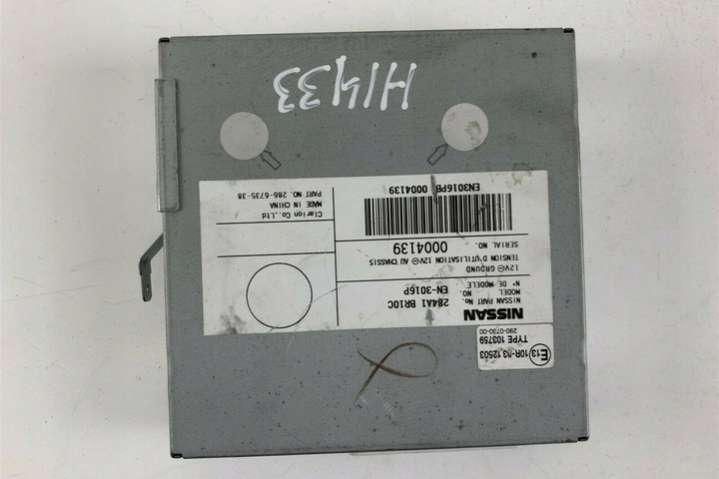 E13 10R-03 12503
TYPE 103759
290-0730-00
NISSAN
NISSAN PART No. 284A1 BR10C
MODEL NO.
N° DE MODELE EN-3016P
12V⊖ GROUND
TENSION D'UTILISATION 12V⊖ AU CHASSIS
SERIAL NO. 0004139
EN3016PB 0004139
Clarion Co.,Ltd
MADE IN CHINA
PART NO. 286-6735-38
H1433